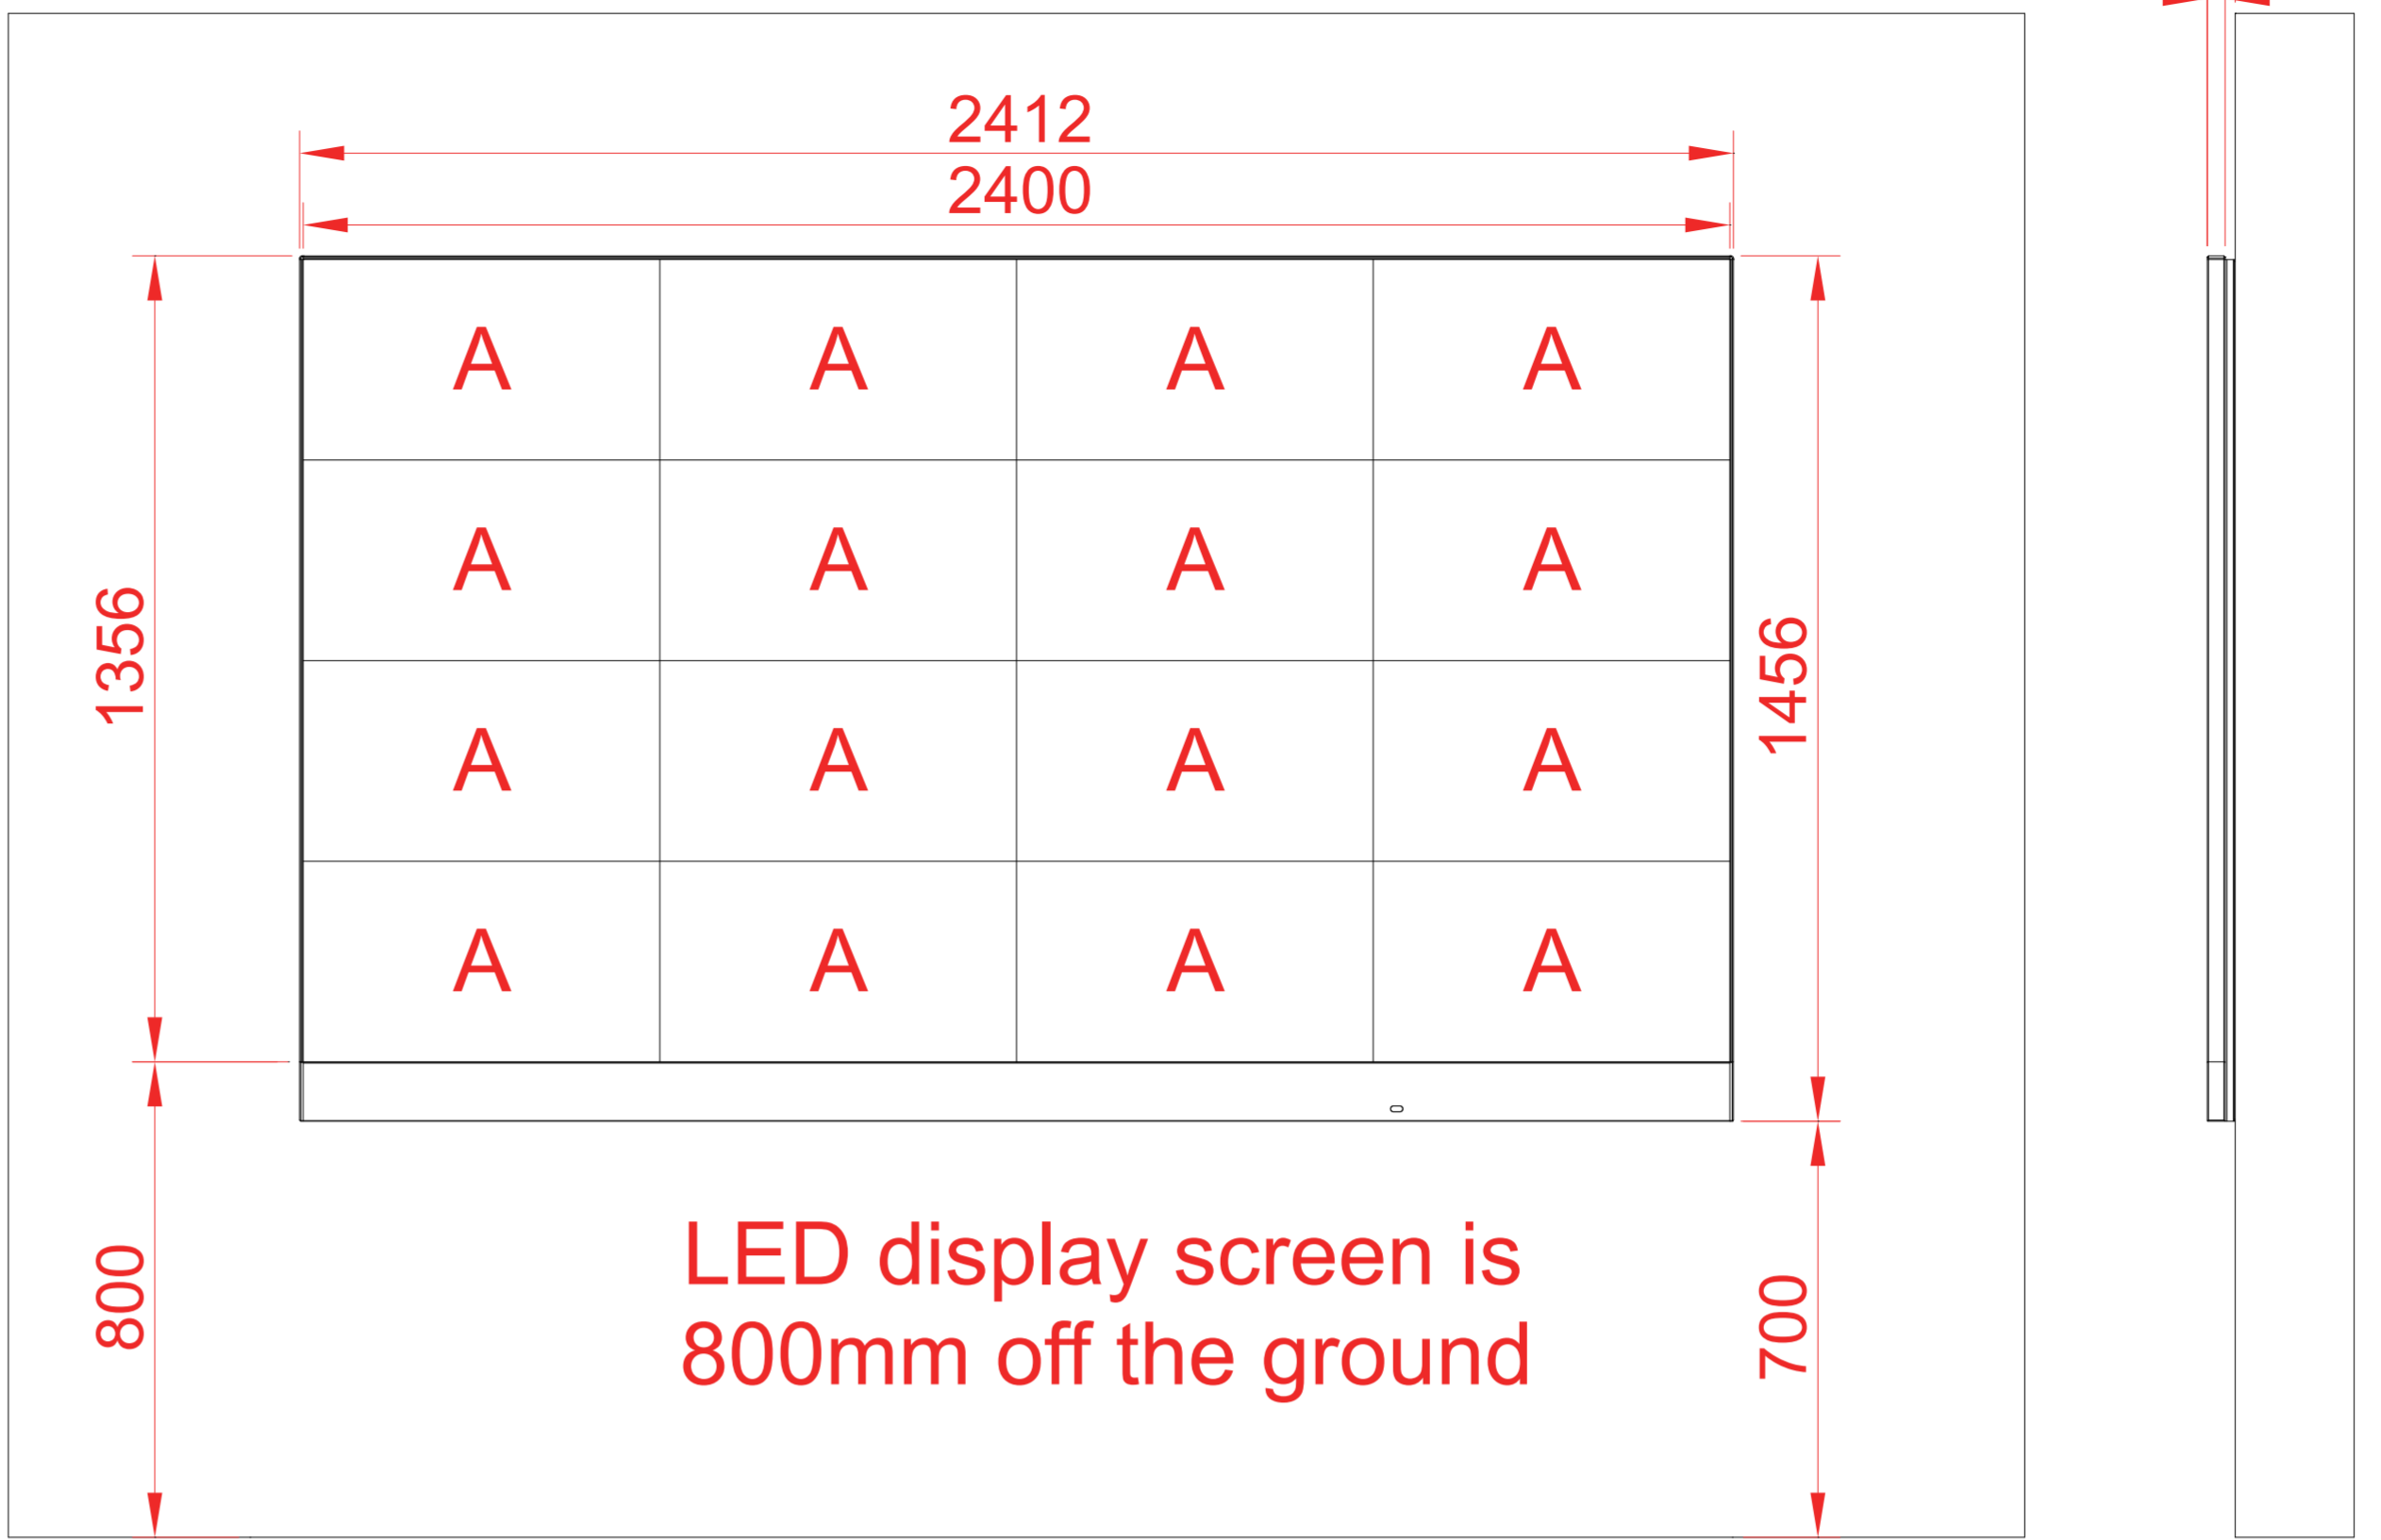 2412
2400
A A A A
A A A A
1356
1456
A A A A
A A A A
800
LED display screen is
800mm off the ground
700